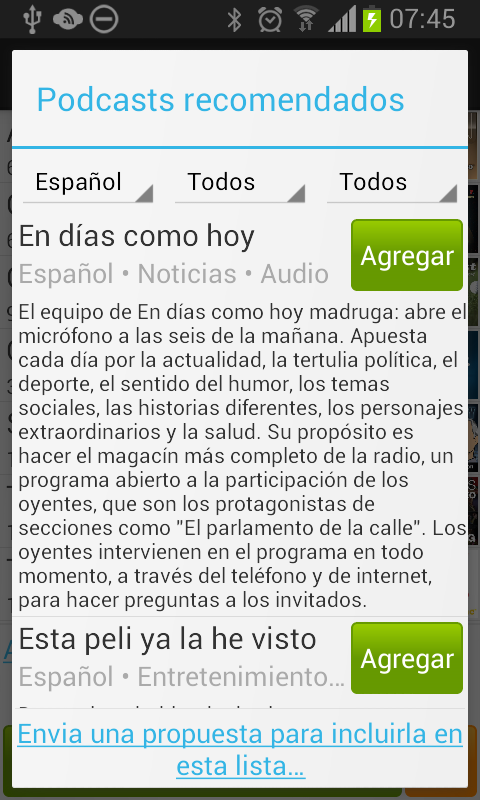 07:45
Podcasts recomendados
Español Todos Todos
En días como hoy
Agregar
Español • Noticias • Audio
El equipo de En días como hoy madruga: abre el
micrófono a las seis de la mañana. Apuesta
cada día por la actualidad, la tertulia política, el
deporte, el sentido del humor, los temas
sociales, las historias diferentes, los personajes
extraordinarios y la salud. Su propósito es
hacer el magacín más completo de la radio, un
programa abierto a la participación de los
oyentes, que son los protagonistas de
secciones como "El parlamento de la calle". Los
oyentes intervienen en el programa en todo
momento, a través del teléfono y de internet,
para hacer preguntas a los invitados.
Esta peli ya la he visto
Agregar
Español • Entretenimiento...
Envia una propuesta para incluirla en
esta lista...